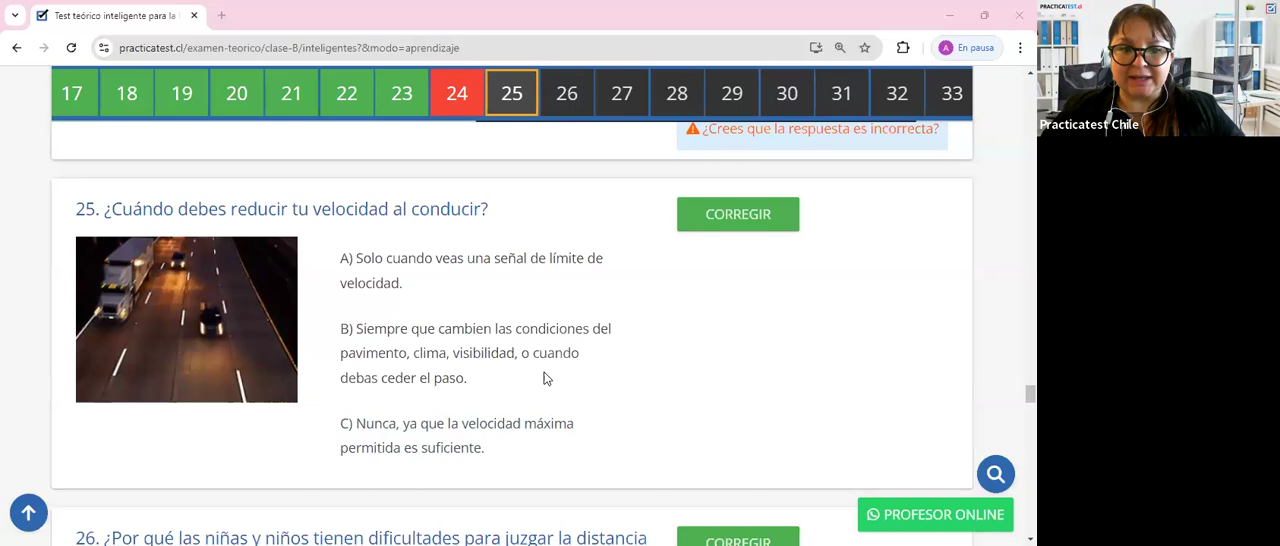 Test teórico inteligente para la
practicatest.cl/examen-teorico/clase-B/inteligentes?&modo=aprendizaje
En pausa
PRACTICATEST.cl
Practicatest Chile
17 18 19 20 21 22 23 24 25 26 27 28 29 30 31 32 33
¿Crees que la respuesta es incorrecta?
25. ¿Cuándo debes reducir tu velocidad al conducir?
CORREGIR
A) Solo cuando veas una señal de límite de
velocidad.
B) Siempre que cambien las condiciones del
pavimento, clima, visibilidad, o cuando
debas ceder el paso.
C) Nunca, ya que la velocidad máxima
permitida es suficiente.
PROFESOR ONLINE
26. ¿Por qué las niñas y niños tienen dificultades para juzgar la distancia
CORREGIR